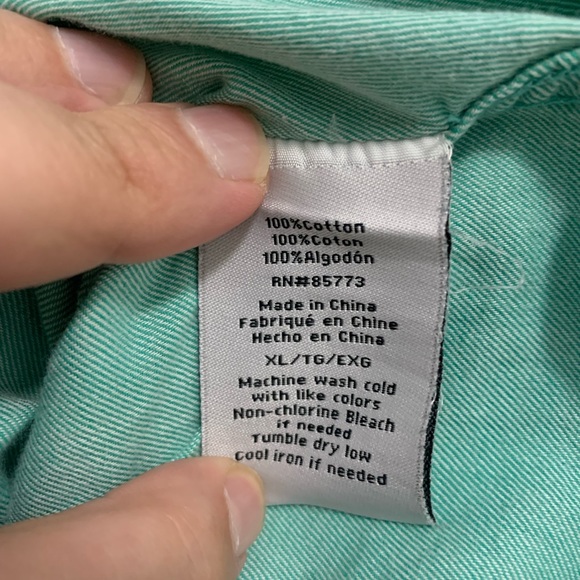 100%Cotton
100%Coton
100%Algodón
RN#85773
Made in China
Fabriqué en Chine
Hecho en China
XL/TG/EXG
Machine wash cold
with like colors
Non-chlorine Bleach
if needed
Tumble dry low
Cool iron if needed